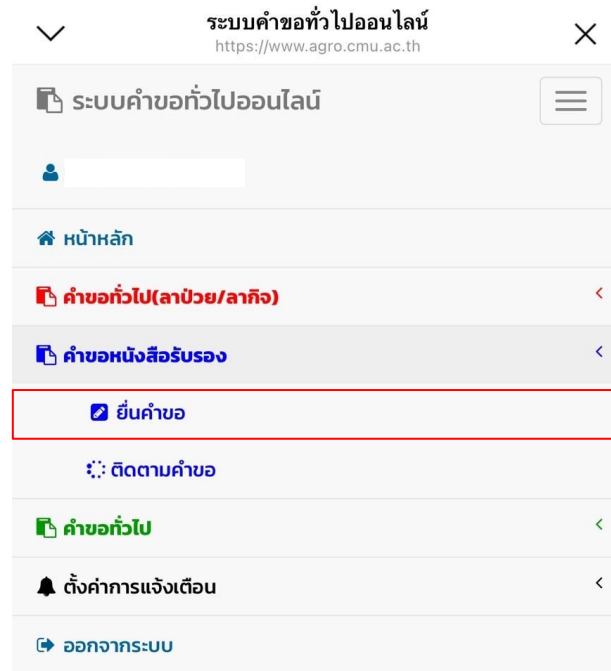 ระบบคำขอทั่วไปออนไลน์
https://www.agro.cmu.ac.th
ระบบคำขอทั่วไปออนไลน์
หน้าหลัก
คำขอทั่วไป(ลาป่วย/ลากิจ)
คำขอหนังสือรับรอง
ยื่นคำขอ
ติดตามคำขอ
คำขอทั่วไป
ตั้งค่าการแจ้งเตือน
ออกจากระบบ